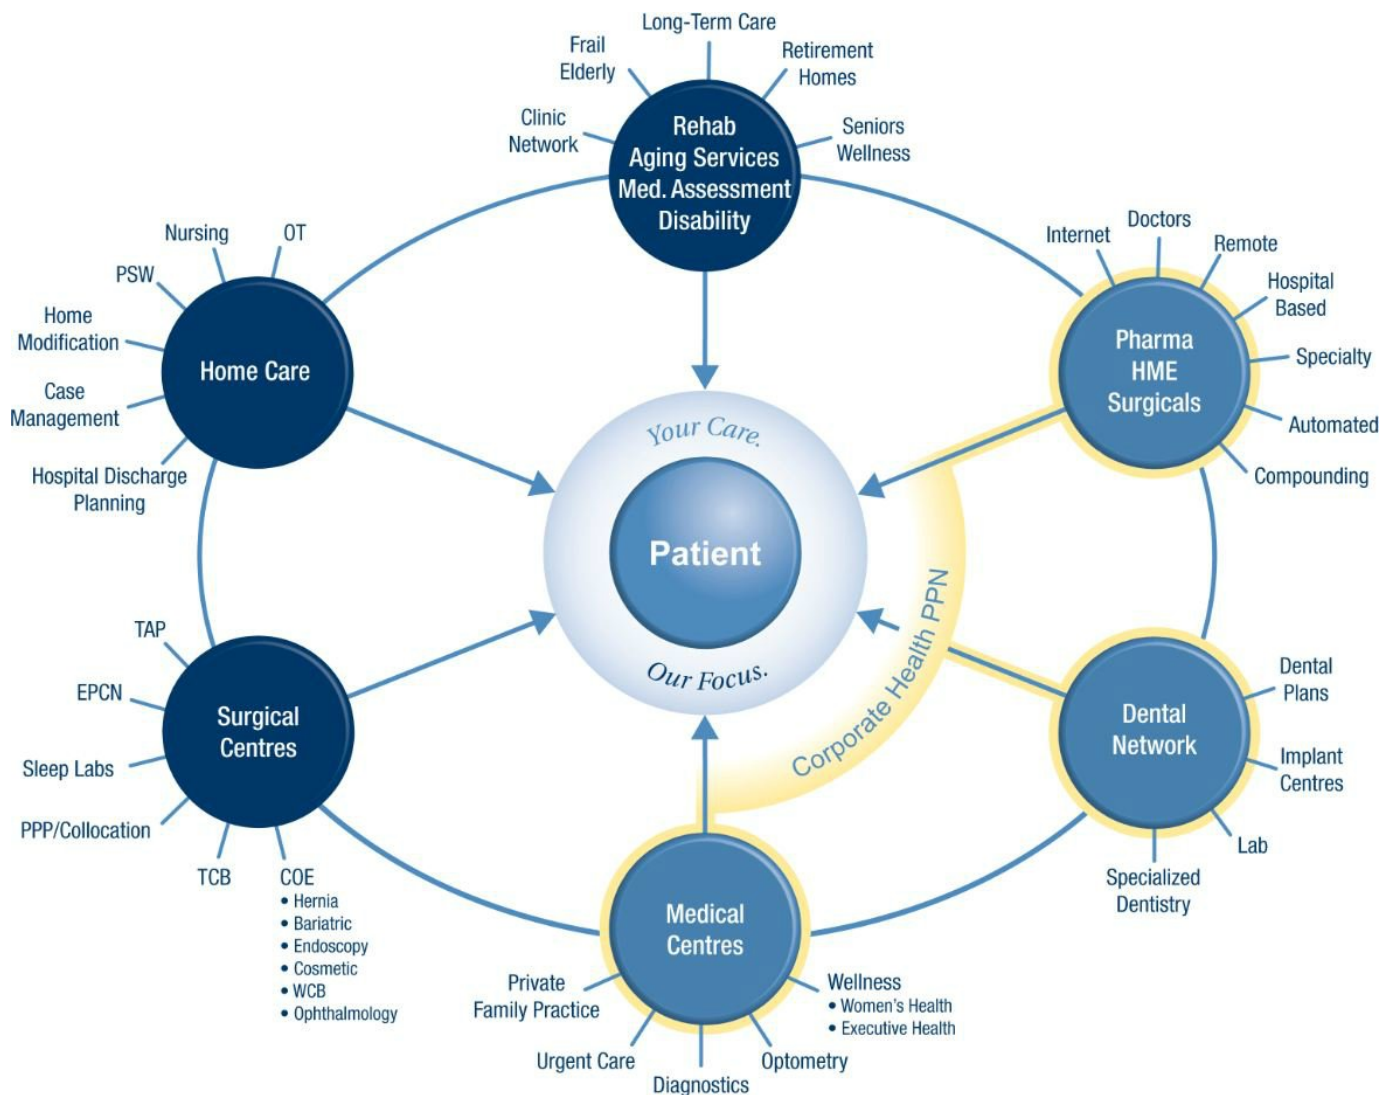 Long-Term Care
Frail
Elderly
Retirement
Homes
Clinic
Network
Seniors
Wellness
Rehab
Aging Services
Med. Assessment
Disability
Nursing
OT
PSW
Home
Modification
Case
Management
Hospital Discharge
Planning
Home Care
Internet
Doctors
Remote
Hospital
Based
Specialty
Automated
Compounding
Pharma
HME
Surgicals
Your Care.
Patient
Our Focus.
Corporate Health PPN
TAP
EPCN
Sleep Labs
PPP/Collocation
TCB
COE
• Hernia
• Bariatric
• Endoscopy
• Cosmetic
• WCB
• Ophthalmology
Surgical
Centres
Dental
Network
Dental
Plans
Implant
Centres
Lab
Specialized
Dentistry
Medical
Centres
Private
Family Practice
Urgent Care
Diagnostics
Optometry
Wellness
• Women's Health
• Executive Health